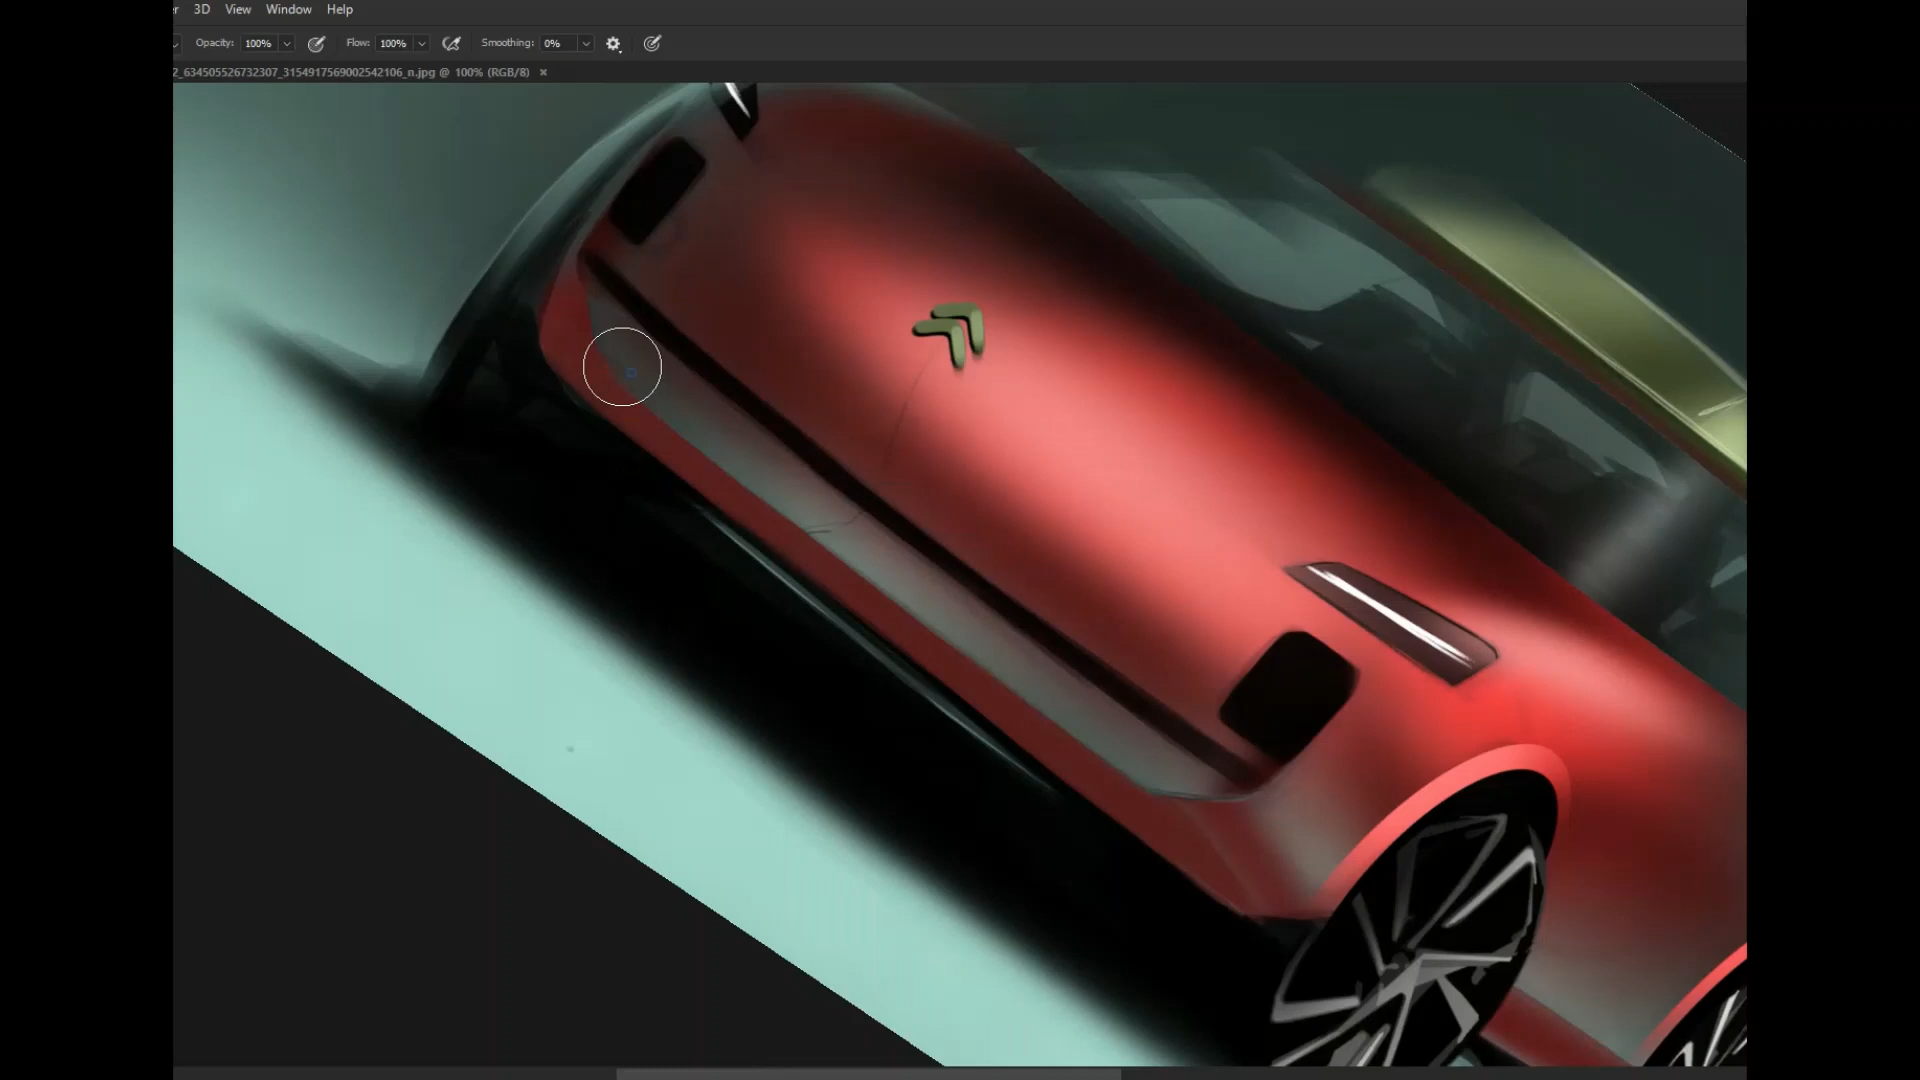 3D View Window Help
Opacity: 100% Flow: 100% Smoothing: 0%
2_634505526732307_3154917569002542106_n.jpg @ 100% (RGB/8) ×